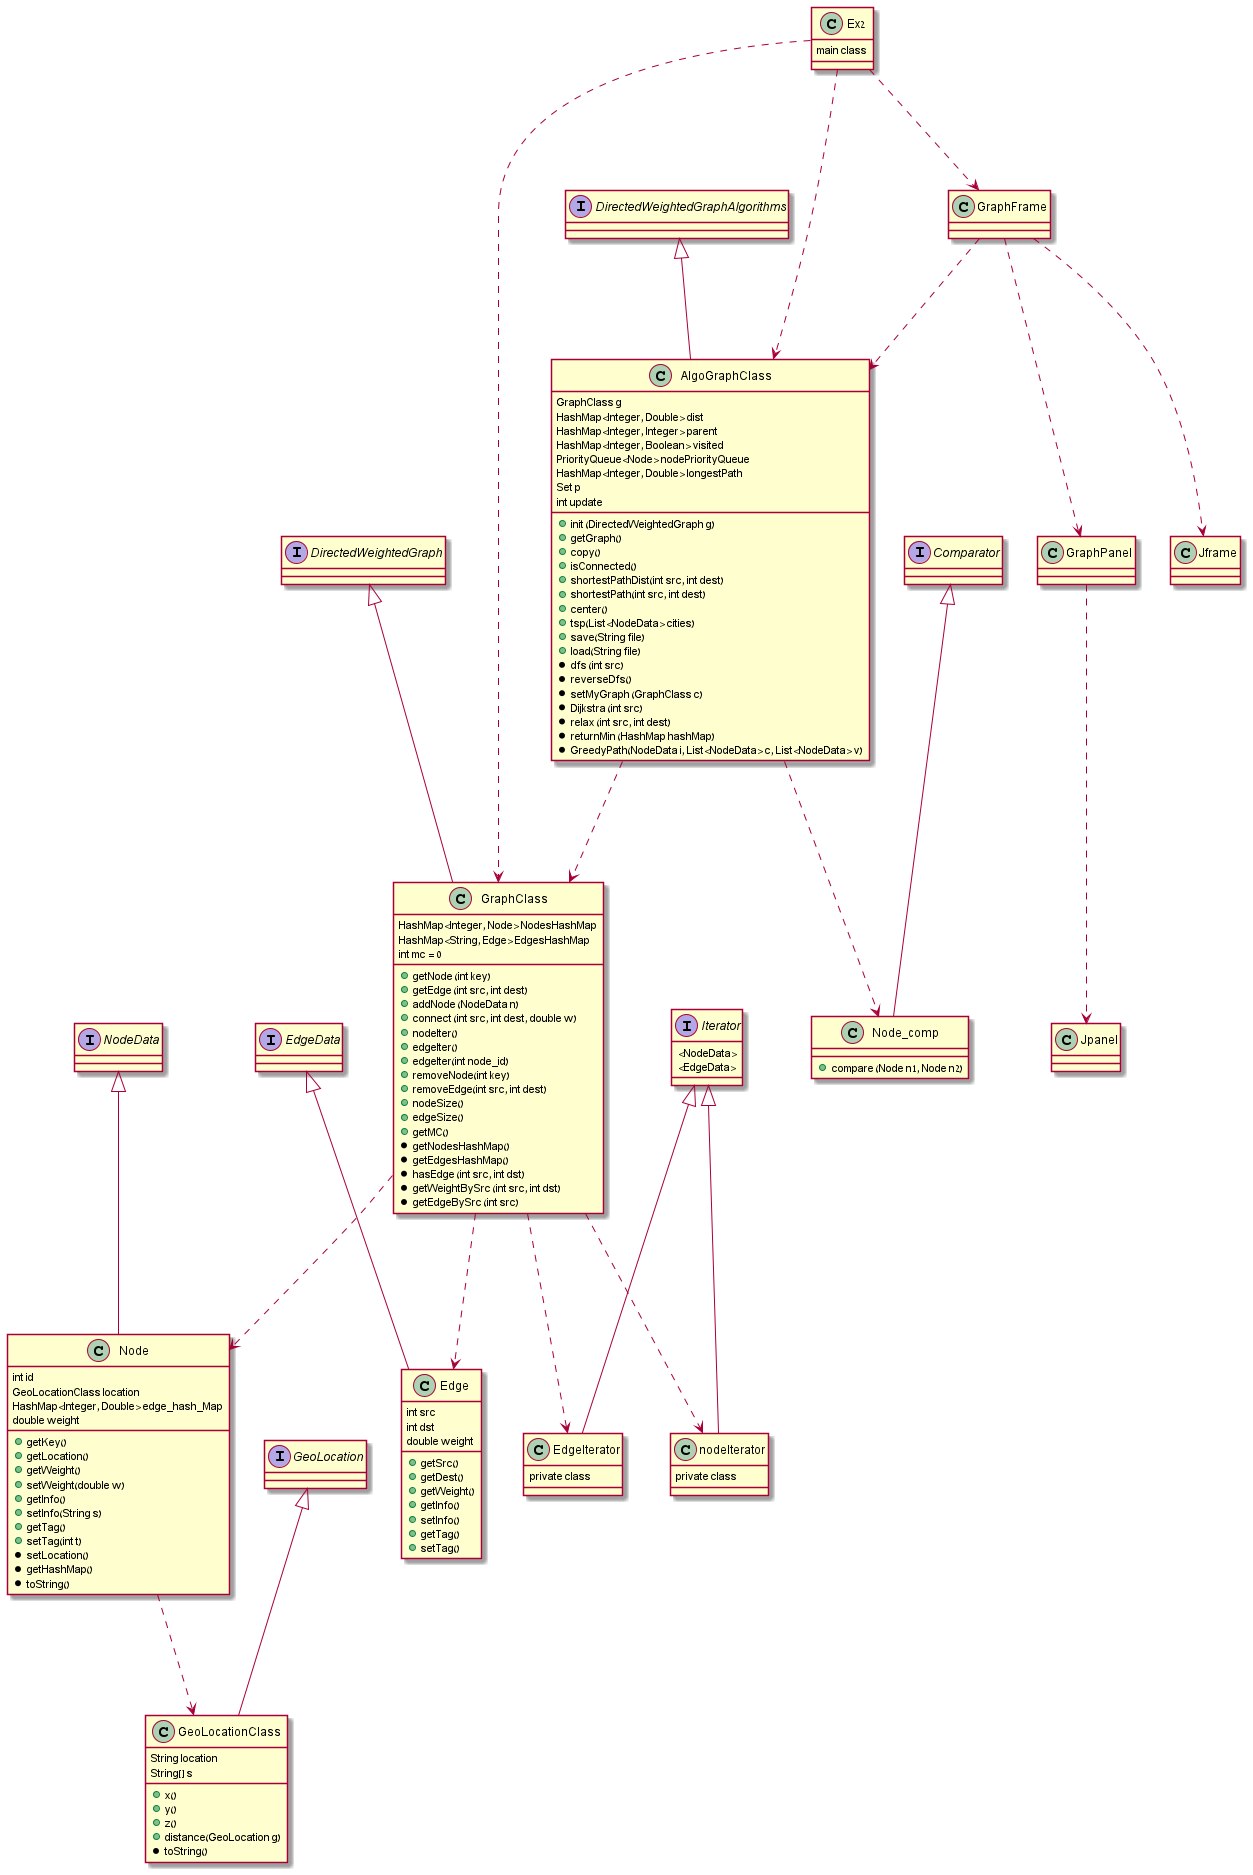 C Ex2
main class
I DirectedWeightedGraphAlgorithms
C GraphFrame
C AlgoGraphClass
GraphClass g
HashMap<Integer, Double> dist
HashMap<Integer, Integer> parent
HashMap<Integer, Boolean> visited
PriorityQueue<Node> nodePriorityQueue
HashMap<Integer, Double> longestPath
Set p
int update
init (DirectedWeightedGraph g)
getGraph()
copy()
isConnected()
shortestPathDist(int src, int dest)
shortestPath(int src, int dest)
center()
tsp(List<NodeData> cities)
save(String file)
load(String file)
dfs (int src)
reverseDfs()
setMyGraph (GraphClass c)
Dijkstra (int src)
relax (int src, int dest)
returnMin (HashMap hashMap)
GreedyPath(NodeData i, List<NodeData> c, List<NodeData> v)
I DirectedWeightedGraph
I Comparator
C GraphPanel
C Jframe
C GraphClass
HashMap<Integer, Node> NodesHashMap
HashMap<String, Edge> EdgesHashMap
int mc = 0
getNode (int key)
getEdge (int src, int dest)
addNode (NodeData n)
connect (int src, int dest, double w)
nodeIter()
edgeIter()
edgeIter(int node_id)
removeNode(int key)
removeEdge(int src, int dest)
nodeSize()
edgeSize()
getMC()
getNodesHashMap()
getEdgesHashMap()
hasEdge (int src, int dst)
getWeightBySrc (int src, int dst)
getEdgeBySrc (int src)
I NodeData
I EdgeData
I Iterator
<NodeData>
<EdgeData>
C Node_comp
compare (Node n1, Node n2)
C Jpanel
C Node
int id
GeoLocationClass location
HashMap<Integer, Double> edge_hash_Map
double weight
getKey()
getLocation()
getWeight()
setWeight(double w)
getInfo()
setInfo(String s)
getTag()
setTag(int t)
setLocation()
getHashMap()
toString()
I GeoLocation
C Edge
int src
int dst
double weight
getSrc()
getDest()
getWeight()
getInfo()
setInfo()
getTag()
setTag()
C EdgeIterator
private class
C nodeIterator
private class
C GeoLocationClass
String location
String[] s
x()
y()
z()
distance(GeoLocation g)
toString()